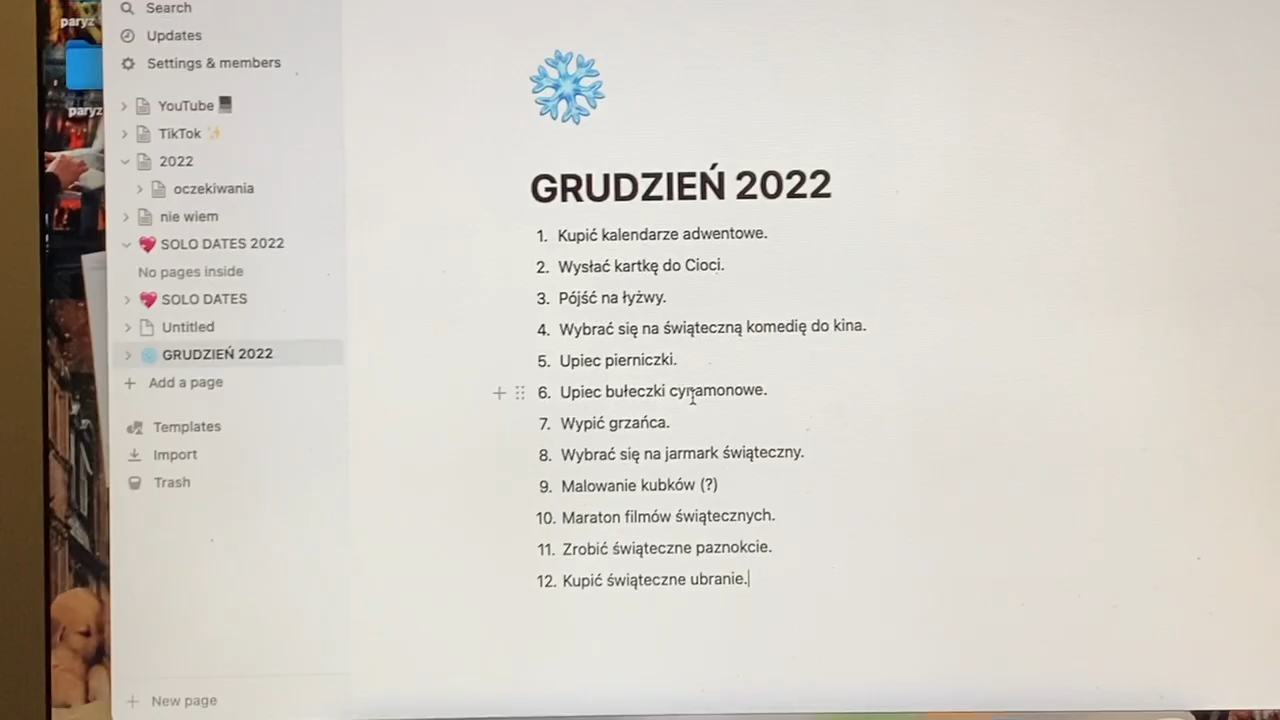 paryz
paryz
Search
Updates
Settings & members
YouTube
TikTok
2022
oczekiwania
nie wiem
SOLO DATES 2022
No pages inside
SOLO DATES
Untitled
GRUDZIEŃ 2022
Add a page
Templates
Import
Trash
New page
GRUDZIEŃ 2022
1. Kupić kalendarze adwentowe.
2. Wysłać kartkę do Cioci.
3. Pójść na łyżwy.
4. Wybrać się na świąteczną komedię do kina.
5. Upiec pierniczki.
6. Upiec bułeczki cynamonowe.
7. Wypić grzańca.
8. Wybrać się na jarmark świąteczny.
9. Malowanie kubków (?)
10. Maraton filmów świątecznych.
11. Zrobić świąteczne paznokcie.
12. Kupić świąteczne ubranie.